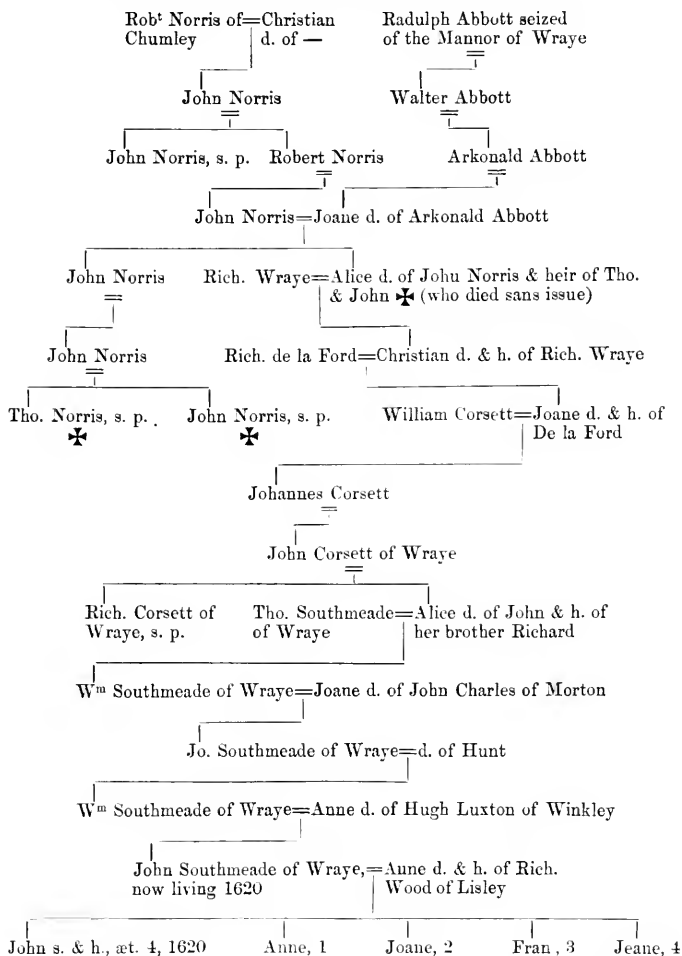 Robᵗ Norris of=Christian
Chumley d. of —
Radulph Abbott seized
of the Mannor of Wraye
John Norris
Walter Abbott
John Norris, s. p.
Robert Norris
Arkonald Abbott
John Norris=Joane d. of Arkonald Abbott
John Norris
Rich. Wraye=Alice d. of John Norris & heir of Tho.
& John ✠ (who died sans issue)
John Norris
Rich. de la Ford=Christian d. & h. of Rich. Wraye
Tho. Norris, s. p.
✠
John Norris, s. p.
✠
William Corsett=Joane d. & h. of
De la Ford
Johannes Corsett
John Corsett of Wraye
Rich. Corsett of
Wraye, s. p.
Tho. Southmeade=Alice d. of John & h. of
of Wraye her brother Richard
Wᵐ Southmeade of Wraye=Joane d. of John Charles of Morton
Jo. Southmeade of Wraye=d. of Hunt
Wᵐ Southmeade of Wraye=Anne d. of Hugh Luxton of Winkley
John Southmeade of Wraye,=Anne d. & h. of Rich.
now living 1620 Wood of Lisley
John s. & h., æt. 4, 1620
Anne, 1
Joane, 2
Fran, 3
Jeane, 4